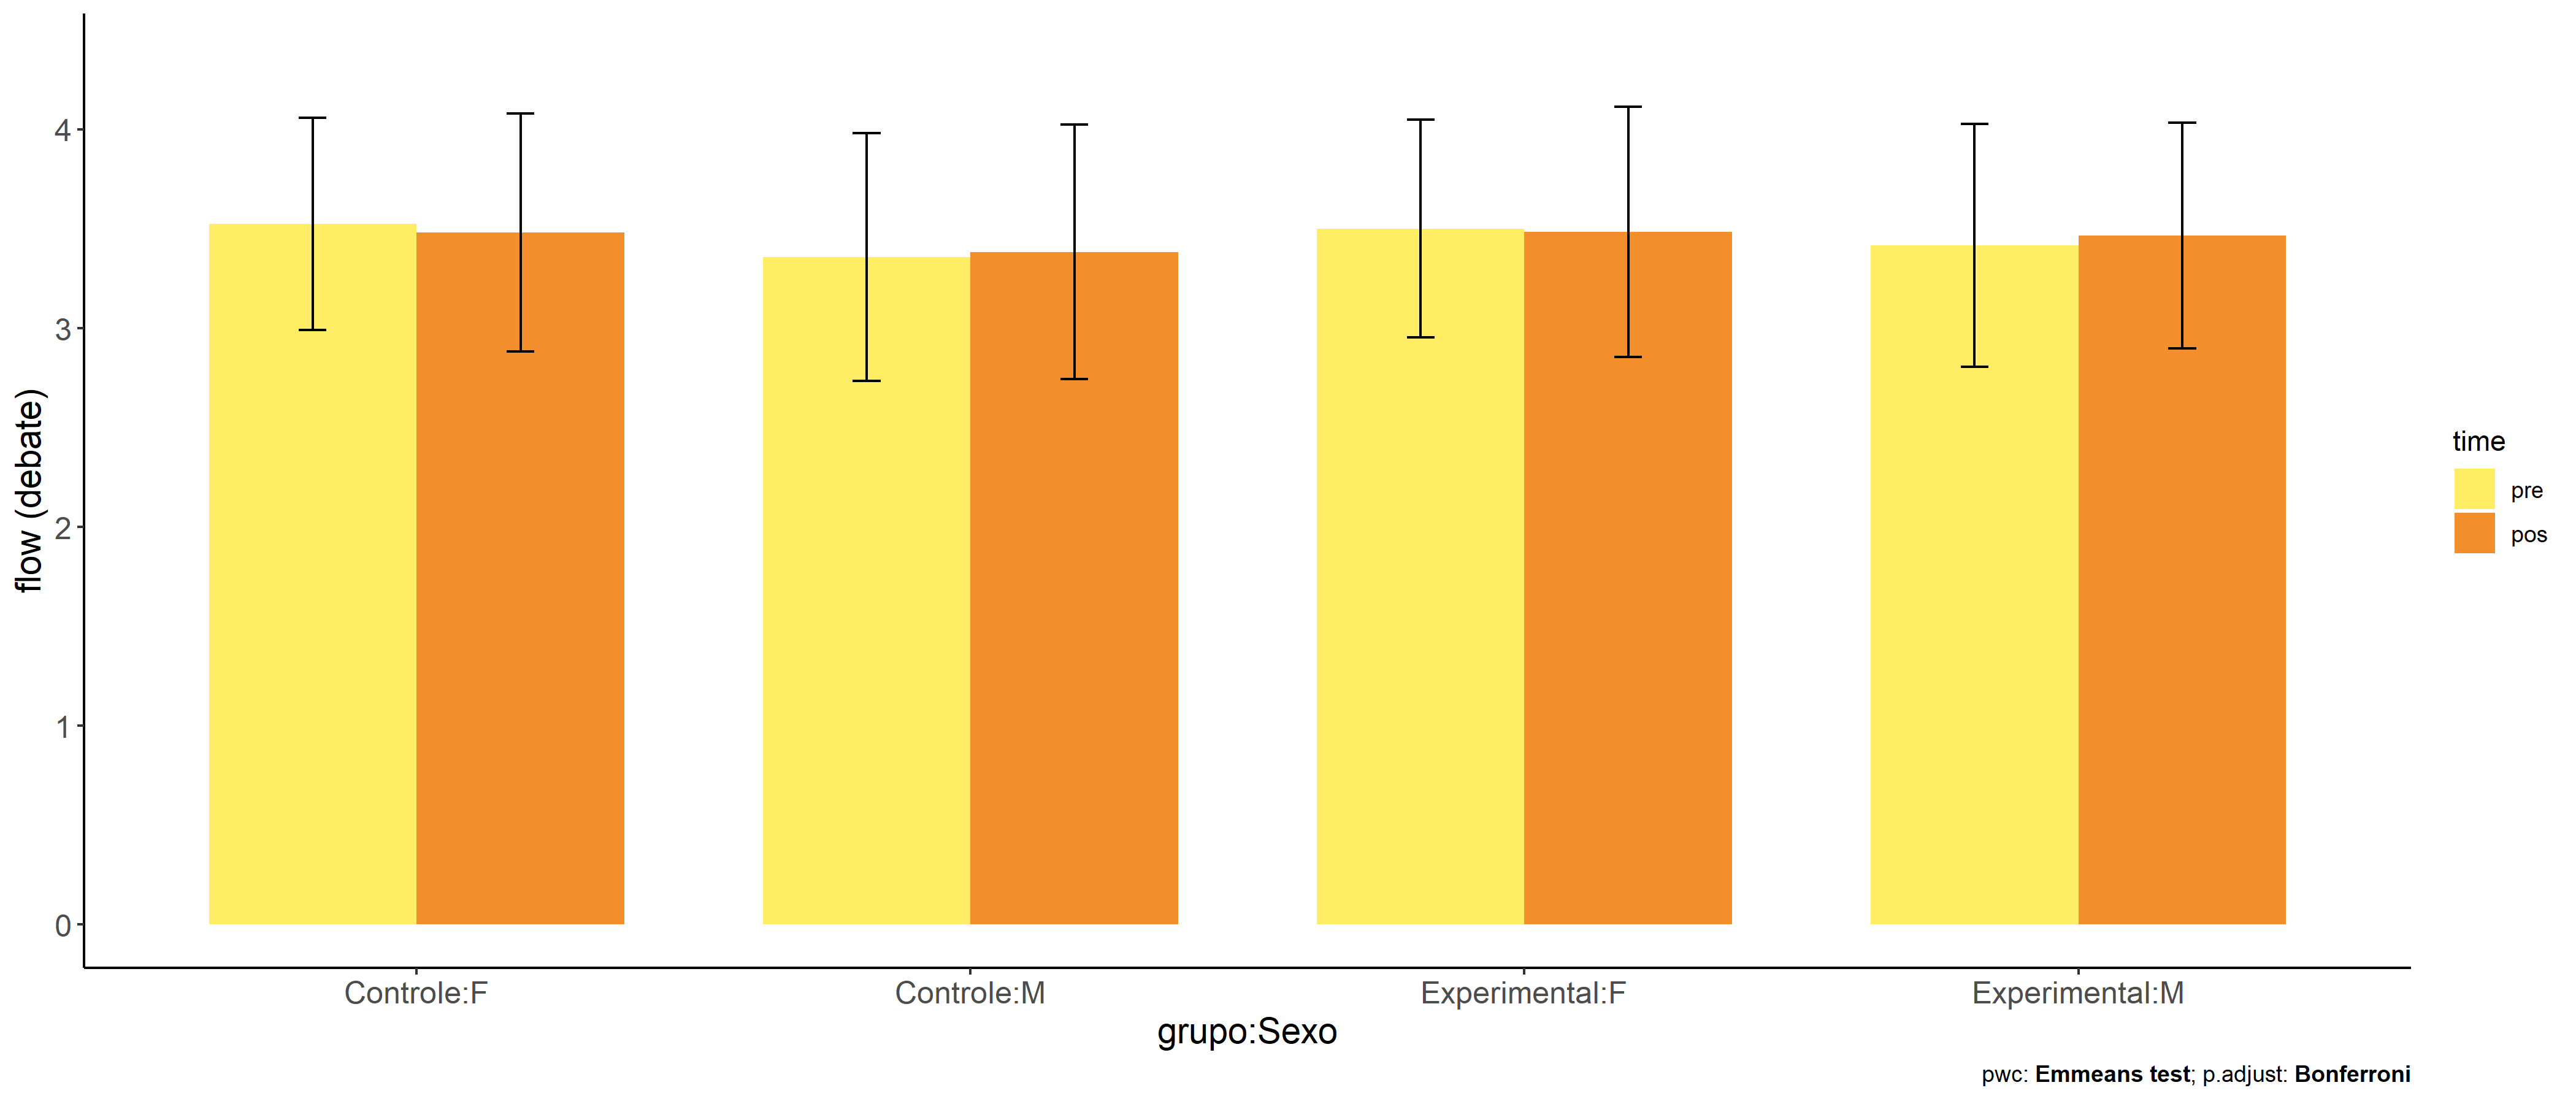 flow (debate)
4
3
2
1
0
Controle:F
Controle:M
Experimental:F
Experimental:M
grupo:Sexo
time
pre
pos
pwc: Emmeans test; p.adjust: Bonferroni